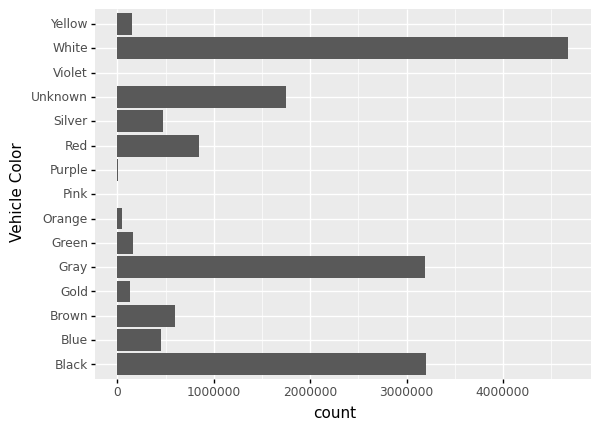 Yellow
White
Violet
Unknown
Silver
Red
Purple
Pink
Orange
Green
Gray
Gold
Brown
Blue
Black
Vehicle Color
0 1000000 2000000 3000000 4000000
count